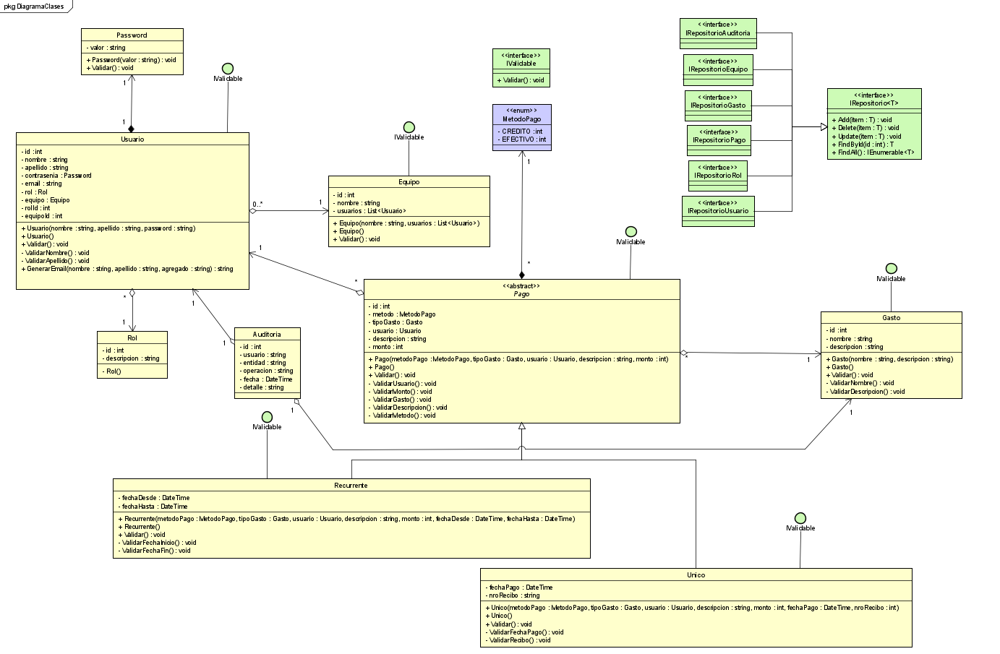 pkg DiagramaClases
Password
- valor : string
+ Password(valor : string) : void
+ Validar() : void
1
1
IValidable
Usuario
- id : int
- nombre : string
- apellido : string
- contrasenia : Password
- email : string
- rol : Rol
- equipo : Equipo
- rolId : int
- equipoId : int
+ Usuario(nombre : string, apellido : string, password : string)
+ Usuario()
+ Validar() : void
- ValidarNombre() : void
- ValidarApellido() : void
+ GenerarEmail(nombre : string, apellido : string, agregado : string) : string
0..*
1
IValidable
Equipo
- id : int
- nombre : string
- usuarios : List<Usuario>
+ Equipo(nombre : string, usuarios : List<Usuario>)
+ Equipo()
+ Validar() : void
<<interface>>
IValidable
+ Validar() : void
<<enum>>
MetodoPago
- CREDITO : int
- EFECTIVO : int
1
*
<<interface>>
IRepositorioAuditoria
<<interface>>
IRepositorioEquipo
<<interface>>
IRepositorioGasto
<<interface>>
IRepositorioPago
<<interface>>
IRepositorioRol
<<interface>>
IRepositorioUsuario
<<interface>>
IRepositorio<T>
+ Add(item : T) : void
+ Delete(item : T) : void
+ Update(item : T) : void
+ FindById(id : int) : T
+ FindAll() : IEnumerable<T>
*
1
Rol
- id : int
- descripcion : string
- Rol()
1
1
Auditoria
- id : int
- usuario : string
- entidad : string
- operacion : string
- fecha : DateTime
- detalle : string
1
1
1
*
IValidable
<<abstract>>
Pago
- id : int
- metodo : MetodoPago
- tipoGasto : Gasto
- usuario : Usuario
- descripcion : string
- monto : int
+ Pago(metodoPago : MetodoPago, tipoGasto : Gasto, usuario : Usuario, descripcion : string, monto : int)
+ Pago()
+ Validar() : void
- ValidarUsuario() : void
- ValidarMonto() : void
- ValidarGasto() : void
- ValidarDescripcion() : void
- ValidarMetodo() : void
*
1
IValidable
Gasto
- id : int
- nombre : string
- descripcion : string
+ Gasto(nombre : string, descripcion : string)
+ Gasto()
+ Validar() : void
- ValidarNombre() : void
- ValidarDescripcion() : void
IValidable
Recurrente
- fechaDesde : DateTime
- fechaHasta : DateTime
+ Recurrente(metodoPago : MetodoPago, tipoGasto : Gasto, usuario : Usuario, descripcion : string, monto : int, fechaDesde : DateTime, fechaHasta : DateTime)
+ Recurrente()
+ Validar() : void
- ValidarFechaInicio() : void
- ValidarFechaFin() : void
IValidable
Unico
- fechaPago : DateTime
- nroRecibo : string
+ Unico(metodoPago : MetodoPago, tipoGasto : Gasto, usuario : Usuario, descripcion : string, monto : int, fechaPago : DateTime, nroRecibo : int)
+ Unico()
+ Validar() : void
- ValidarFechaPago() : void
- ValidarRecibo() : void